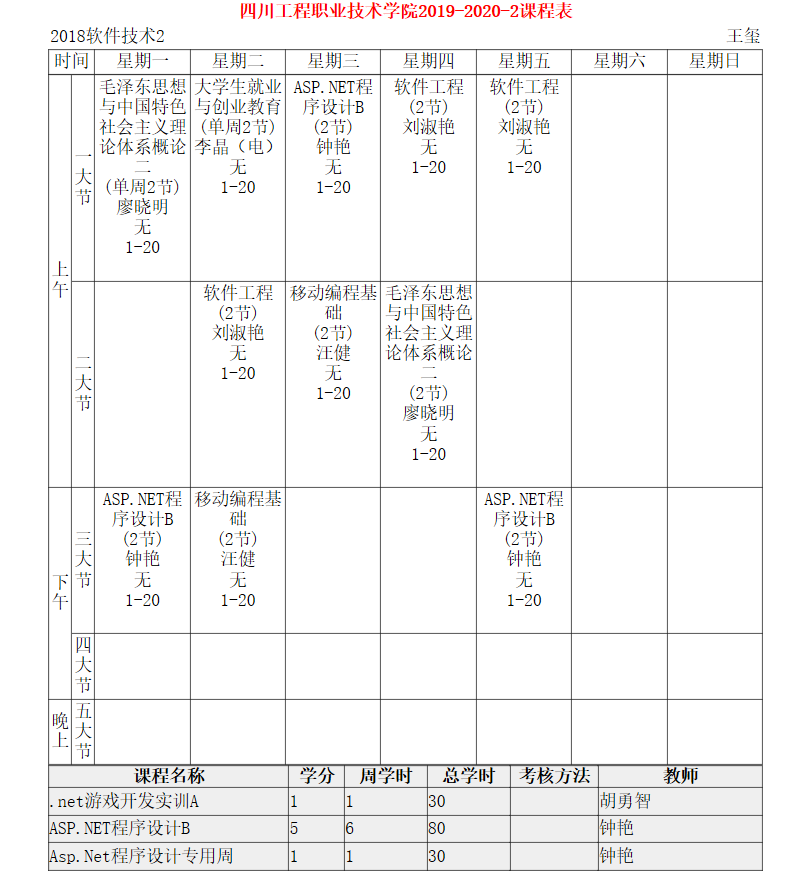 四川工程职业技术学院2019-2020-2课程表
2018软件技术2 王玺
时间 星期一 星期二 星期三 星期四 星期五 星期六 星期日
上午
一大节
毛泽东思想
与中国特色
社会主义理
论体系概论
二
(单周2节)
廖晓明
无
1-20
大学生就业
与创业教育
(单周2节)
李晶（电）
无
1-20
ASP.NET程
序设计B
(2节)
钟艳
无
1-20
软件工程
(2节)
刘淑艳
无
1-20
软件工程
(2节)
刘淑艳
无
1-20
二大节
软件工程
(2节)
刘淑艳
无
1-20
移动编程基
础
(2节)
汪健
无
1-20
毛泽东思想
与中国特色
社会主义理
论体系概论
二
(2节)
廖晓明
无
1-20
下午
三大节
ASP.NET程
序设计B
(2节)
钟艳
无
1-20
移动编程基
础
(2节)
汪健
无
1-20
ASP.NET程
序设计B
(2节)
钟艳
无
1-20
四大节
晚上
五大节
课程名称 学分 周学时 总学时 考核方法 教师
.net游戏开发实训A 1 1 30 胡勇智
ASP.NET程序设计B 5 6 80 钟艳
Asp.Net程序设计专用周 1 1 30 钟艳